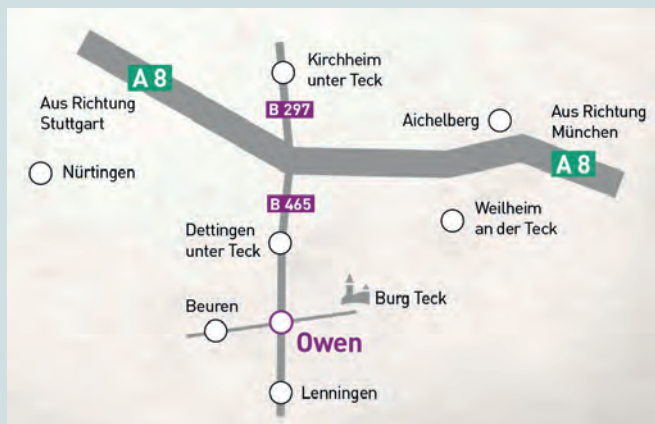 Kirchheim
unter Teck
A 8
B 297
Aus Richtung
Stuttgart
Aichelberg
Aus Richtung
München
A 8
Nürtingen
B 465
Weilheim
an der Teck
Dettingen
unter Teck
Burg Teck
Beuren
Owen
Lenningen